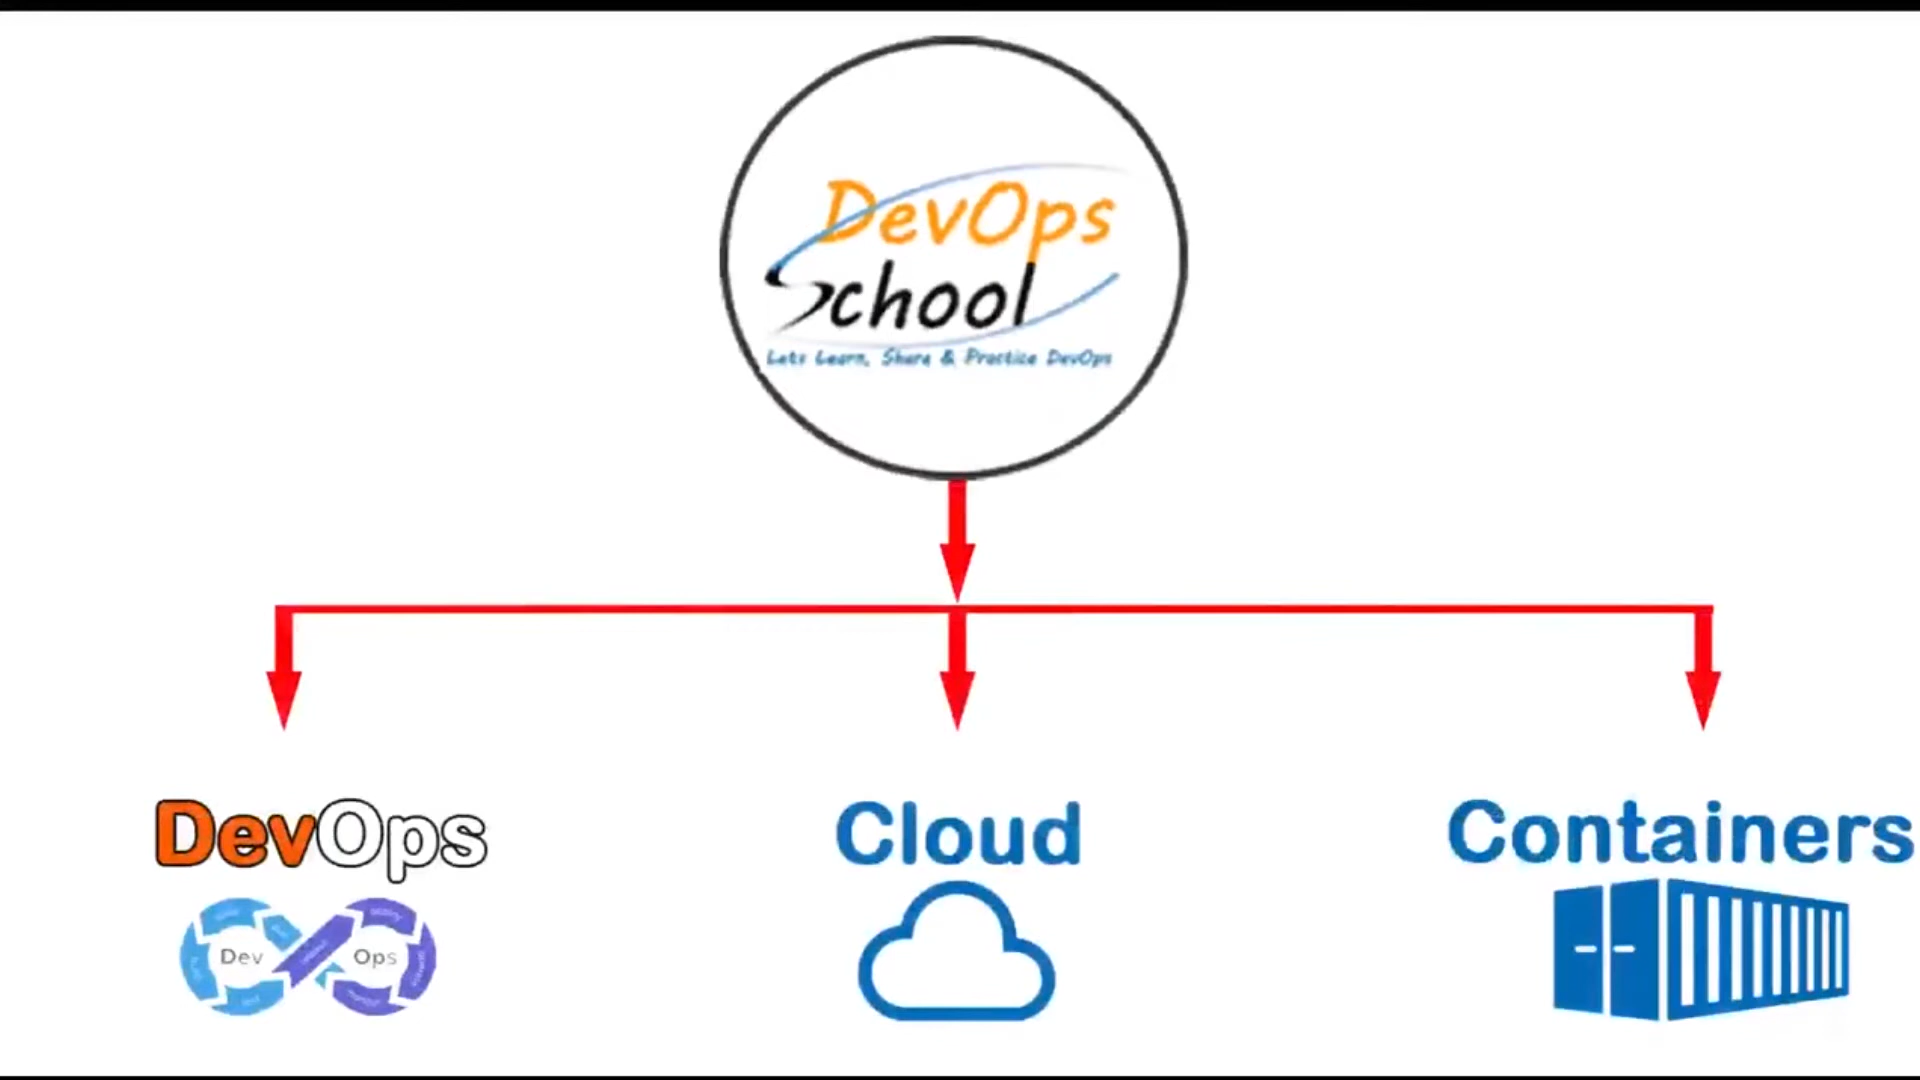 DevOps
School
Lets Learn, Share & Practice DevOps
DevOps
Cloud
Containers
Dev
Ops